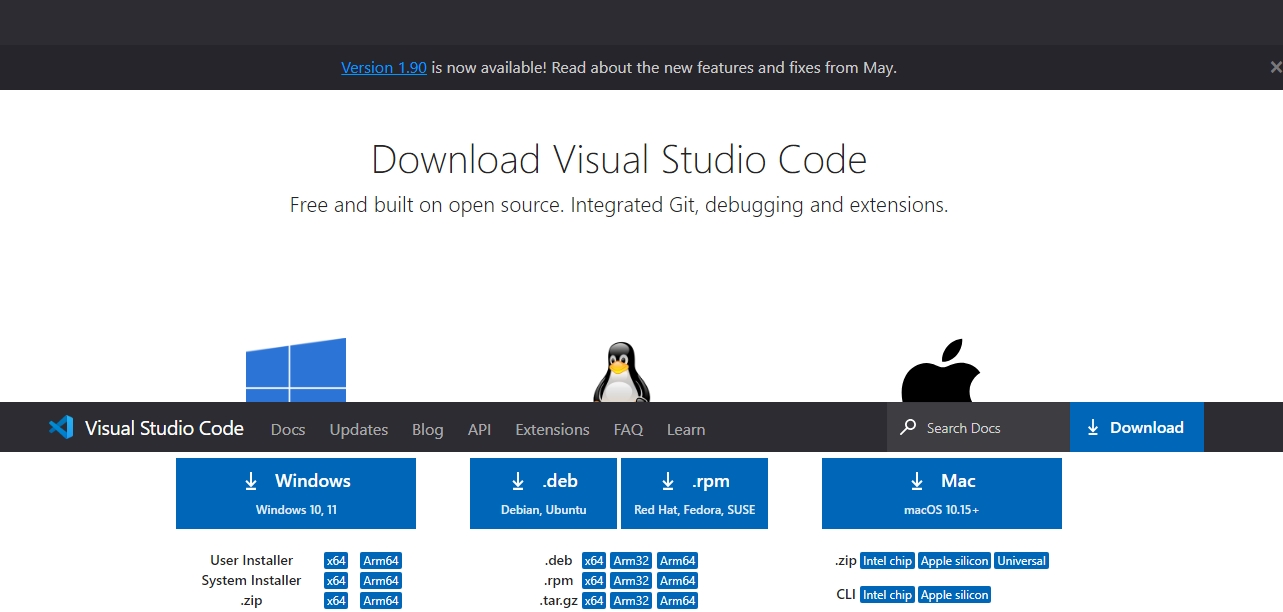 Version 1.90 is now available! Read about the new features and fixes from May.
Download Visual Studio Code
Free and built on open source. Integrated Git, debugging and extensions.
Visual Studio Code Docs Updates Blog API Extensions FAQ Learn Search Docs Download
Windows .deb .rpm Mac
Windows 10, 11 Debian, Ubuntu Red Hat, Fedora, SUSE macOS 10.15+
User Installer x64 Arm64 .deb x64 Arm32 Arm64 .zip Intel chip Apple silicon Universal
System Installer x64 Arm64 .rpm x64 Arm32 Arm64
CLI Intel chip Apple silicon
.zip x64 Arm64 .tar.gz x64 Arm32 Arm64